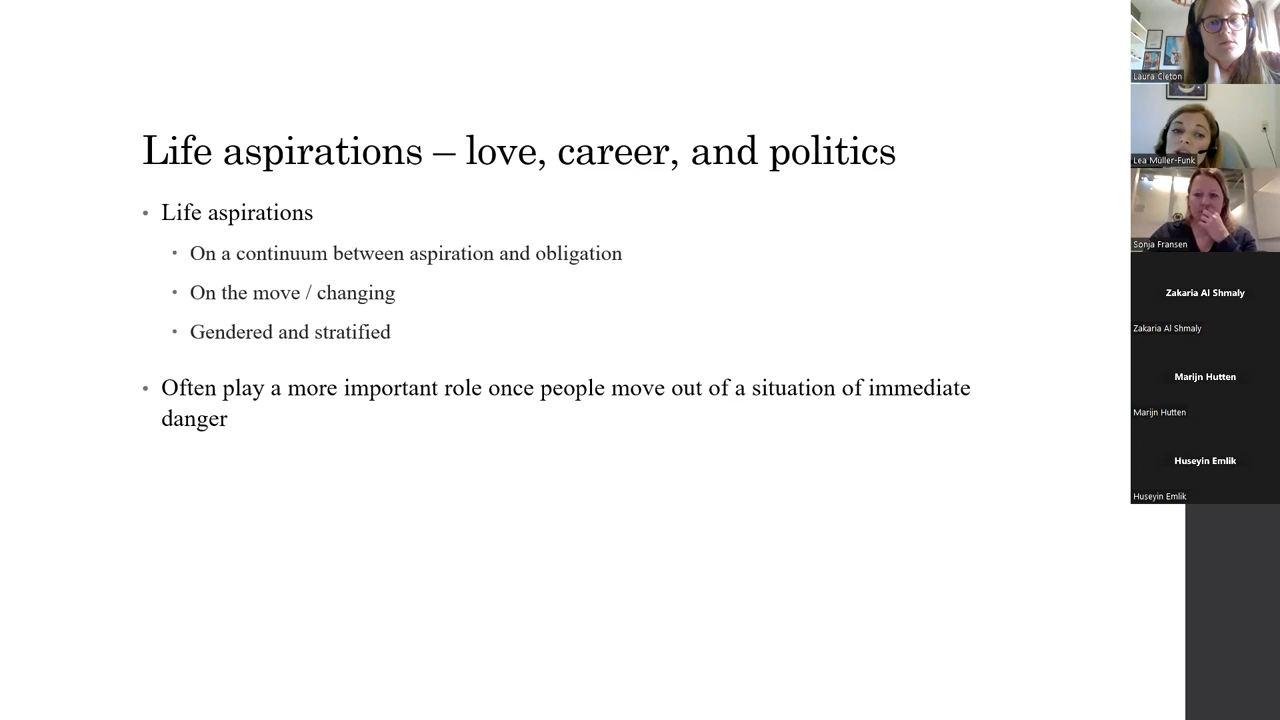 Life aspirations – love, career, and politics
• Life aspirations
• On a continuum between aspiration and obligation
• On the move / changing
• Gendered and stratified
• Often play a more important role once people move out of a situation of immediate
danger
Laura Cleton
Lea Müller-Funk
Sonja Fransen
Zakaria Al Shmaly
Zakaria Al Shmaly
Marijn Hutten
Marijn Hutten
Huseyin Emlik
Huseyin Emlik